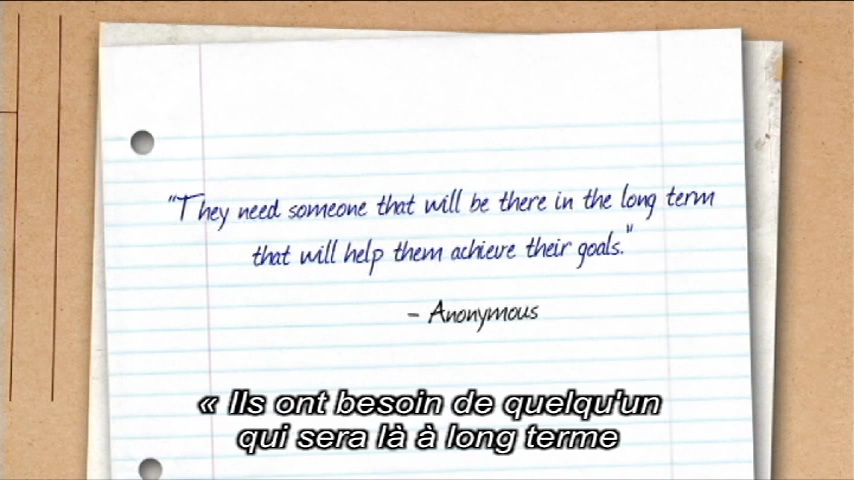 "They need someone that will be there in the long term
that will help them achieve their goals."
- Anonymous
« Ils ont besoin de quelqu'un
qui sera là à long terme